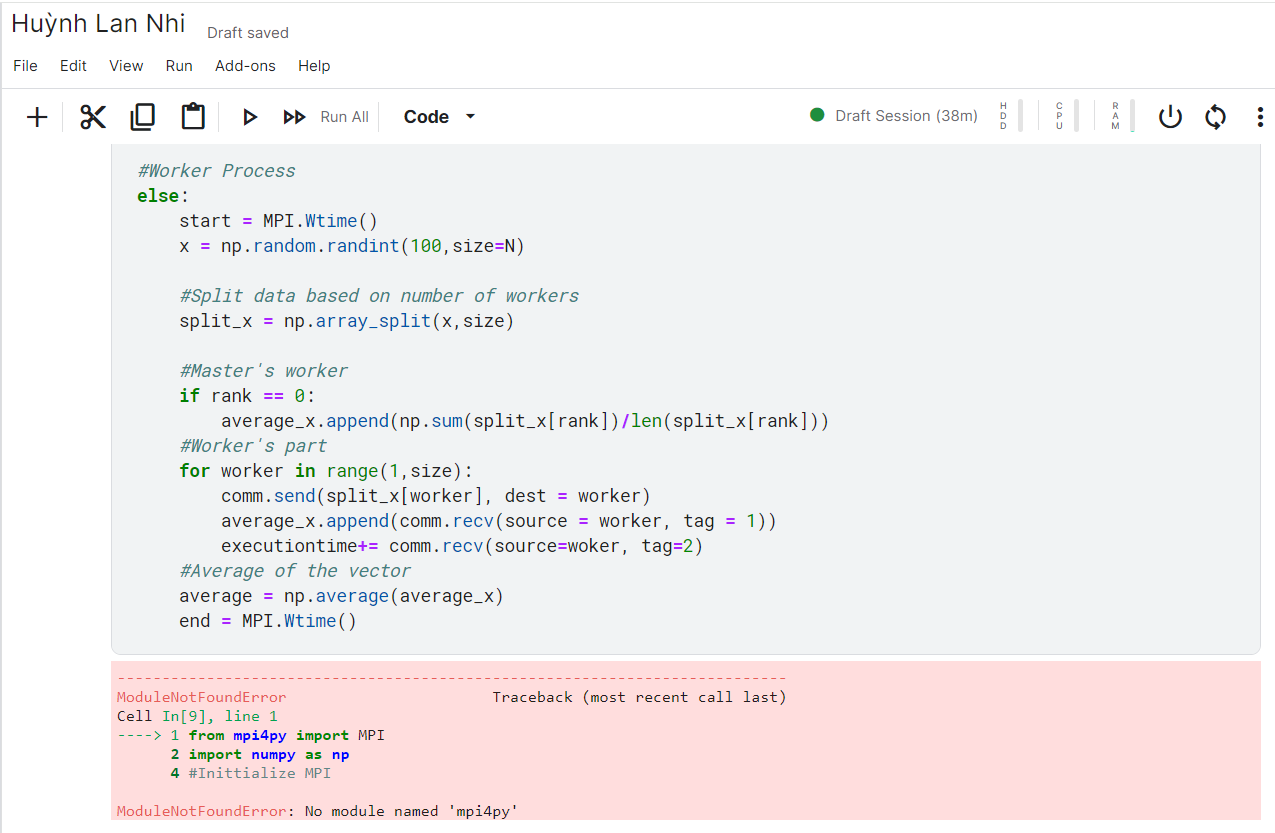 Huỳnh Lan Nhi Draft saved
File Edit View Run Add-ons Help
Run All Code Draft Session (38m) HDD CPU RAM
#Worker Process
else:
    start = MPI.Wtime()
    x = np.random.randint(100,size=N)
    #Split data based on number of workers
    split_x = np.array_split(x,size)
    #Master's worker
    if rank == 0:
        average_x.append(np.sum(split_x[rank])/len(split_x[rank]))
    #Worker's part
    for worker in range(1,size):
        comm.send(split_x[worker], dest = worker)
        average_x.append(comm.recv(source = worker, tag = 1))
        executiontime+= comm.recv(source=woker, tag=2)
    #Average of the vector
    average = np.average(average_x)
    end = MPI.Wtime()
---------------------------------------------------------------------------
ModuleNotFoundError                       Traceback (most recent call last)
Cell In[9], line 1
----> 1 from mpi4py import MPI
      2 import numpy as np
      4 #Inittialize MPI
ModuleNotFoundError: No module named 'mpi4py'